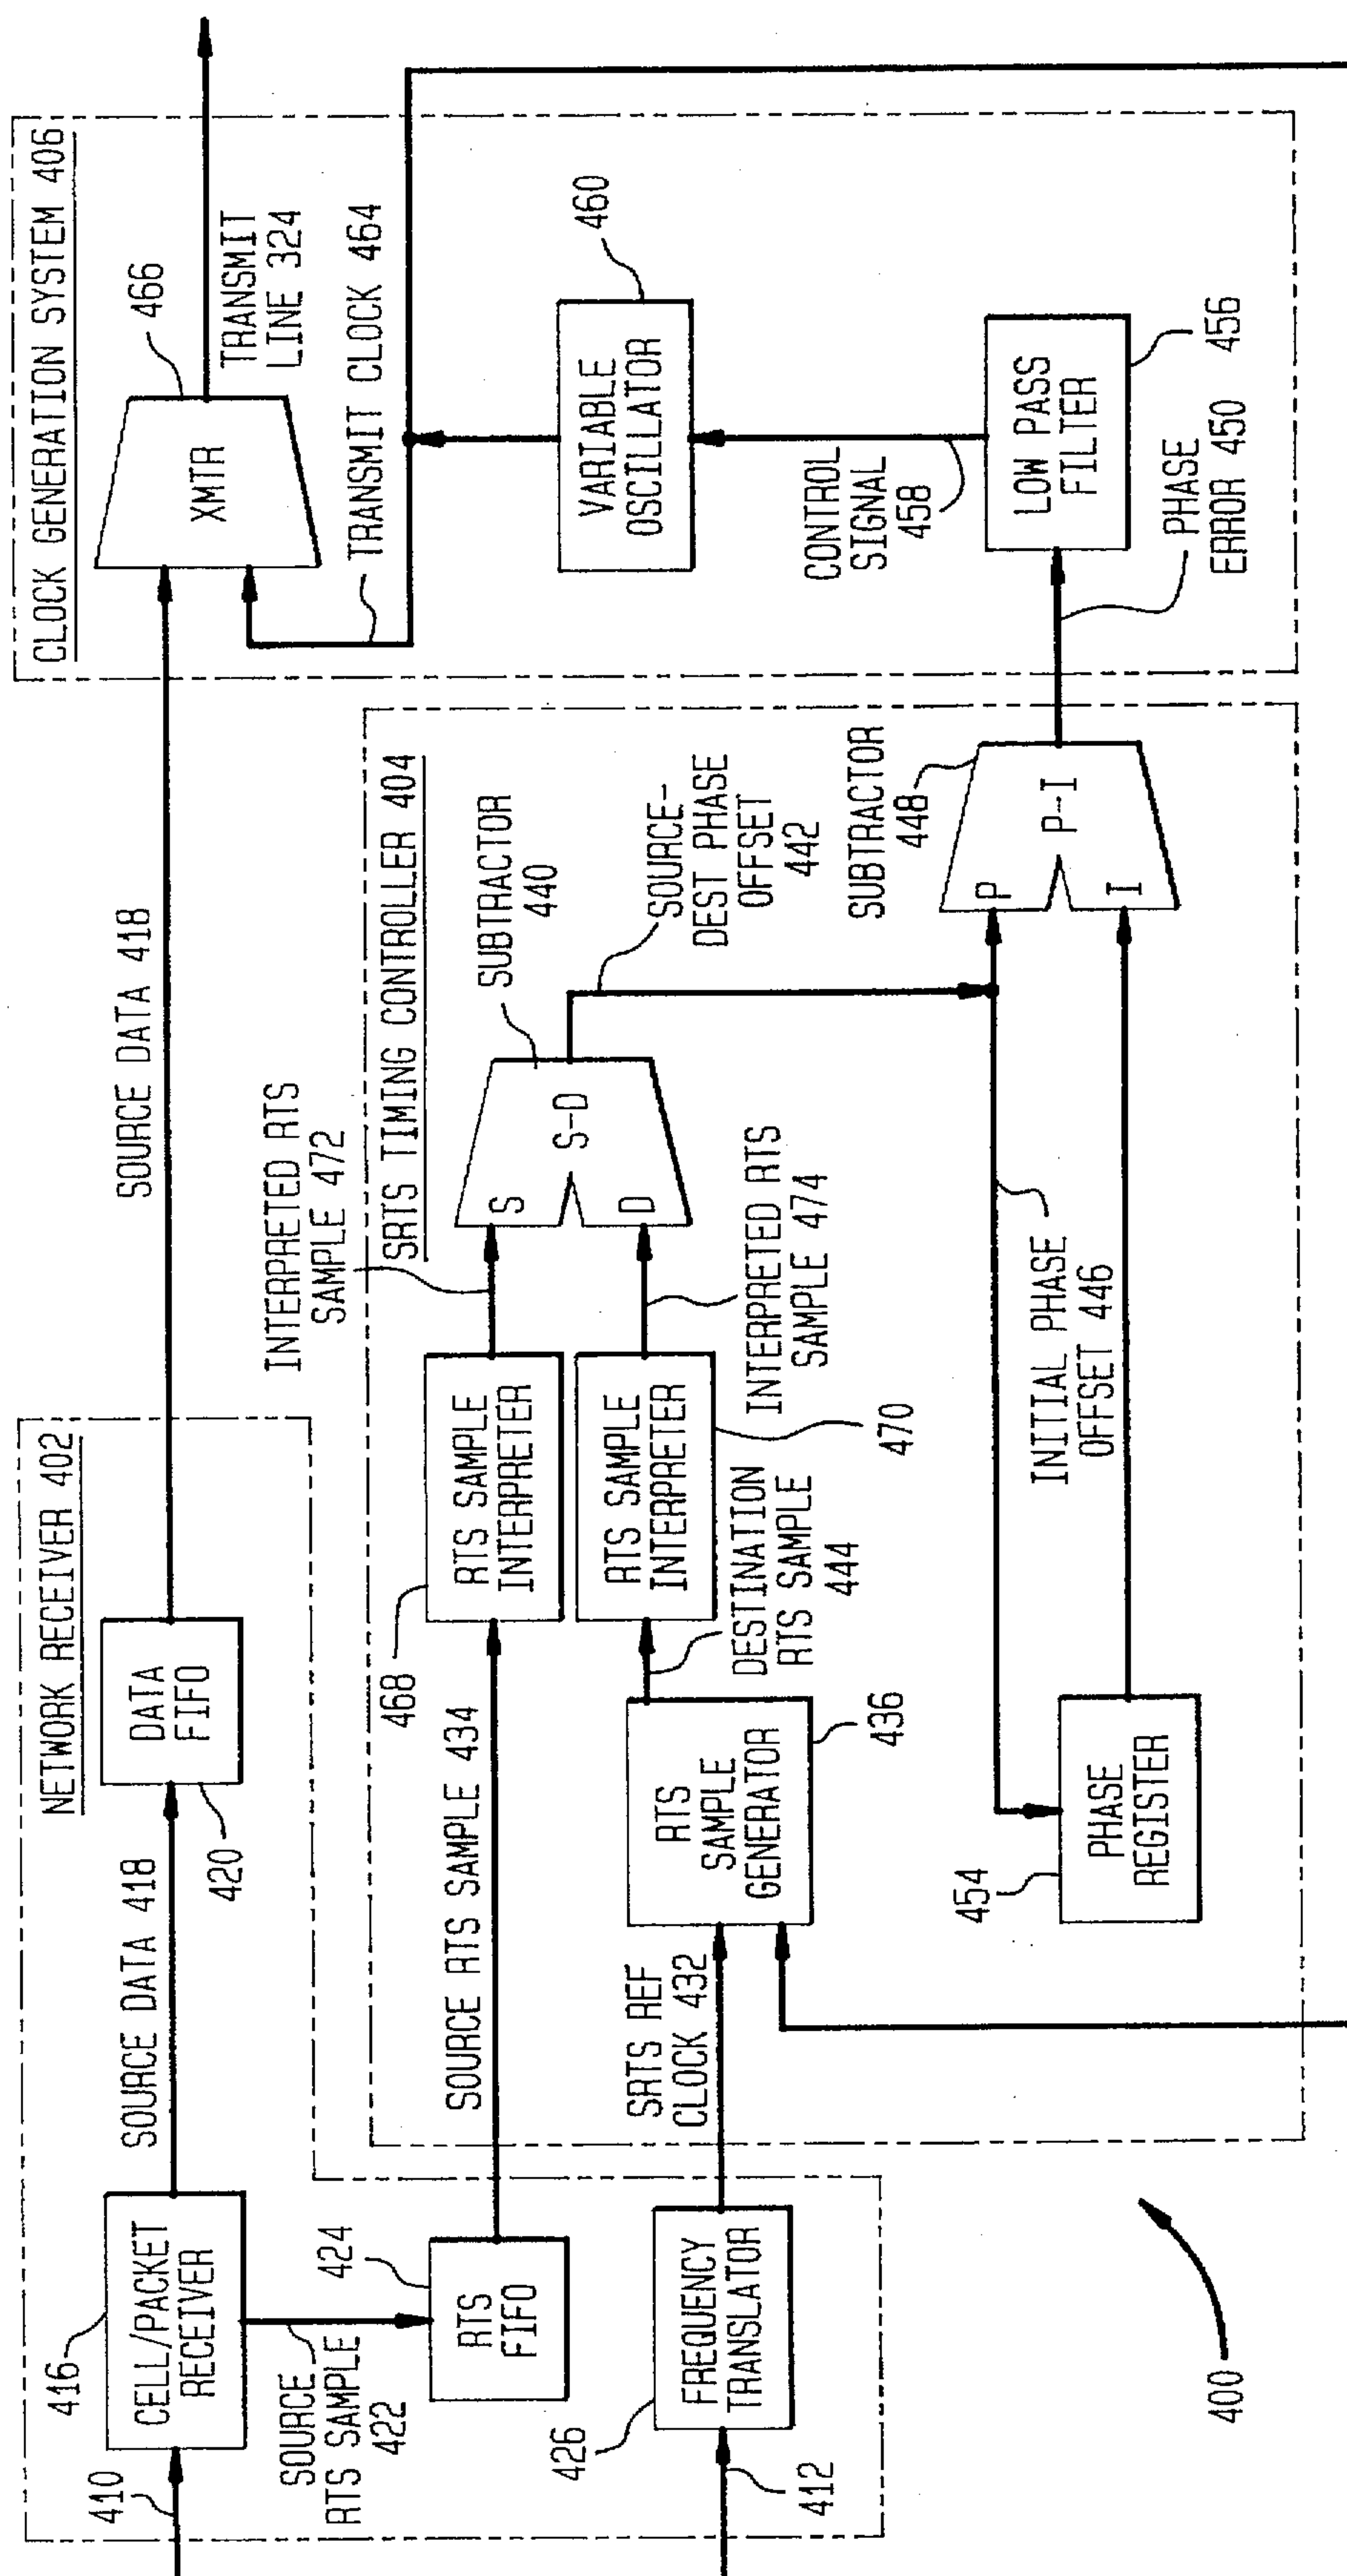 NETWORK RECEIVER 402
410
416
CELL/PACKET
RECEIVER
SOURCE DATA 418
DATA
FIFO
420
SOURCE DATA 418
SOURCE
RTS SAMPLE
422
424
RTS
FIFO
426
FREQUENCY
TRANSLATOR
412
SRTS TIMING CONTROLLER 404
SOURCE RTS SAMPLE 434
468
RTS SAMPLE
INTERPRETER
INTERPRETED RTS
SAMPLE 472
SRTS REF
CLOCK 432
RTS
SAMPLE
GENERATOR
436
DESTINATION
RTS SAMPLE
444
RTS SAMPLE
INTERPRETER
470
INTERPRETED RTS
SAMPLE 474
S
D
S-D
SUBTRACTOR
440
SOURCE-
DEST PHASE
OFFSET
442
454
PHASE
REGISTER
INITIAL PHASE
OFFSET 446
SUBTRACTOR
448
P
I
P-I
CLOCK GENERATION SYSTEM 406
XMTR
466
TRANSMIT
LINE 324
TRANSMIT CLOCK 464
VARIABLE
OSCILLATOR
460
CONTROL
SIGNAL
458
LOW PASS
FILTER
456
PHASE
ERROR 450
400